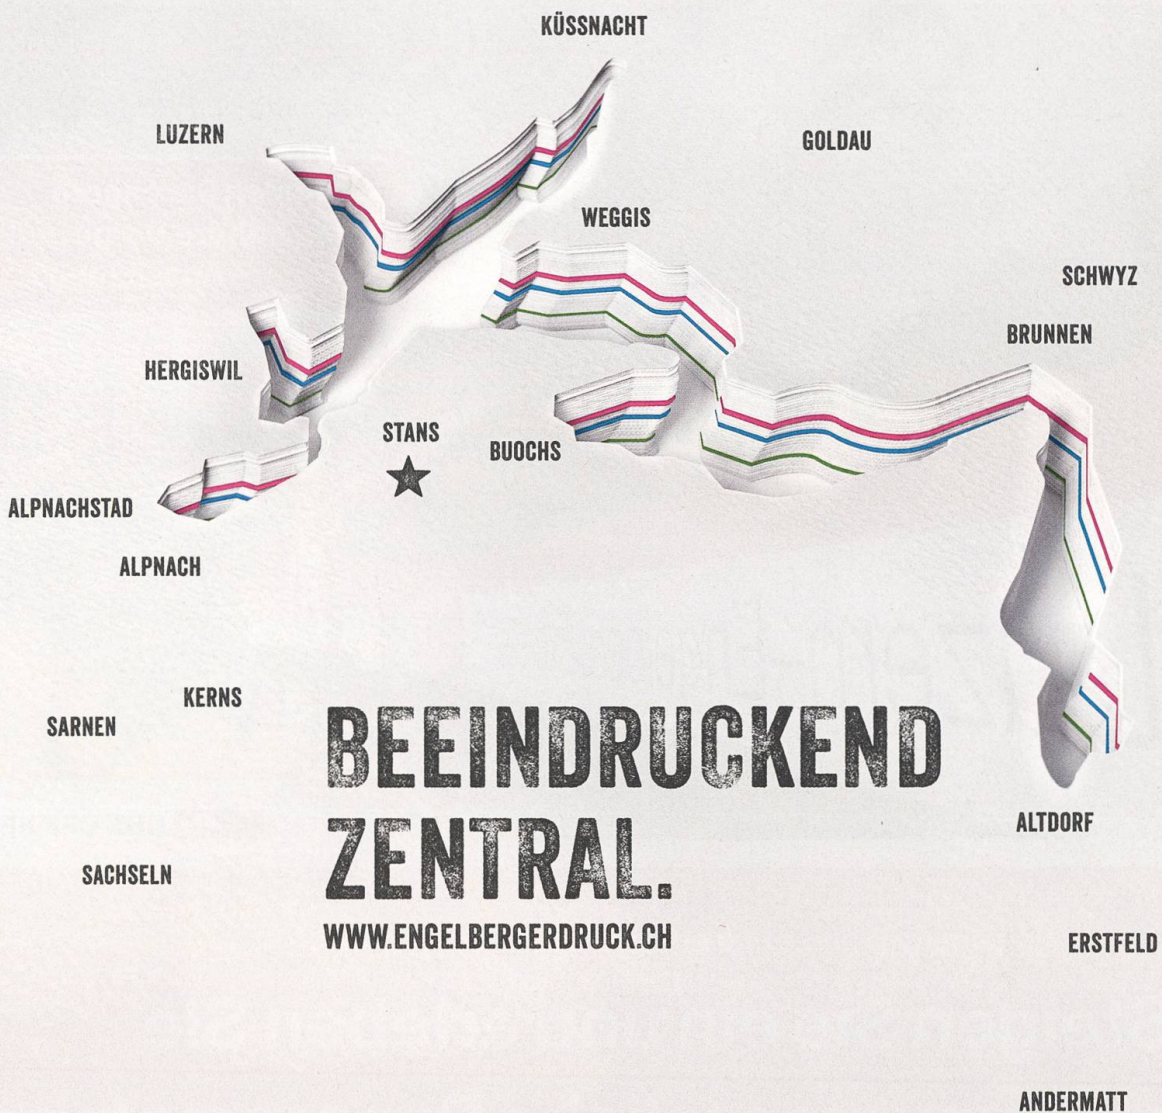 KÜSSNACHT
LUZERN
GOLDAU
WEGGIS
SCHWYZ
BRUNNEN
HERGISWIL
STANS
BUOCHS
ALPNACHSTAD
ALPNACH
KERNS
SARNEN
BEEINDRUCKEND
ZENTRAL.
ALTDORF
SACHSELN
WWW.ENGELBERGERDRUCK.CH
ERSTFELD
ANDERMATT